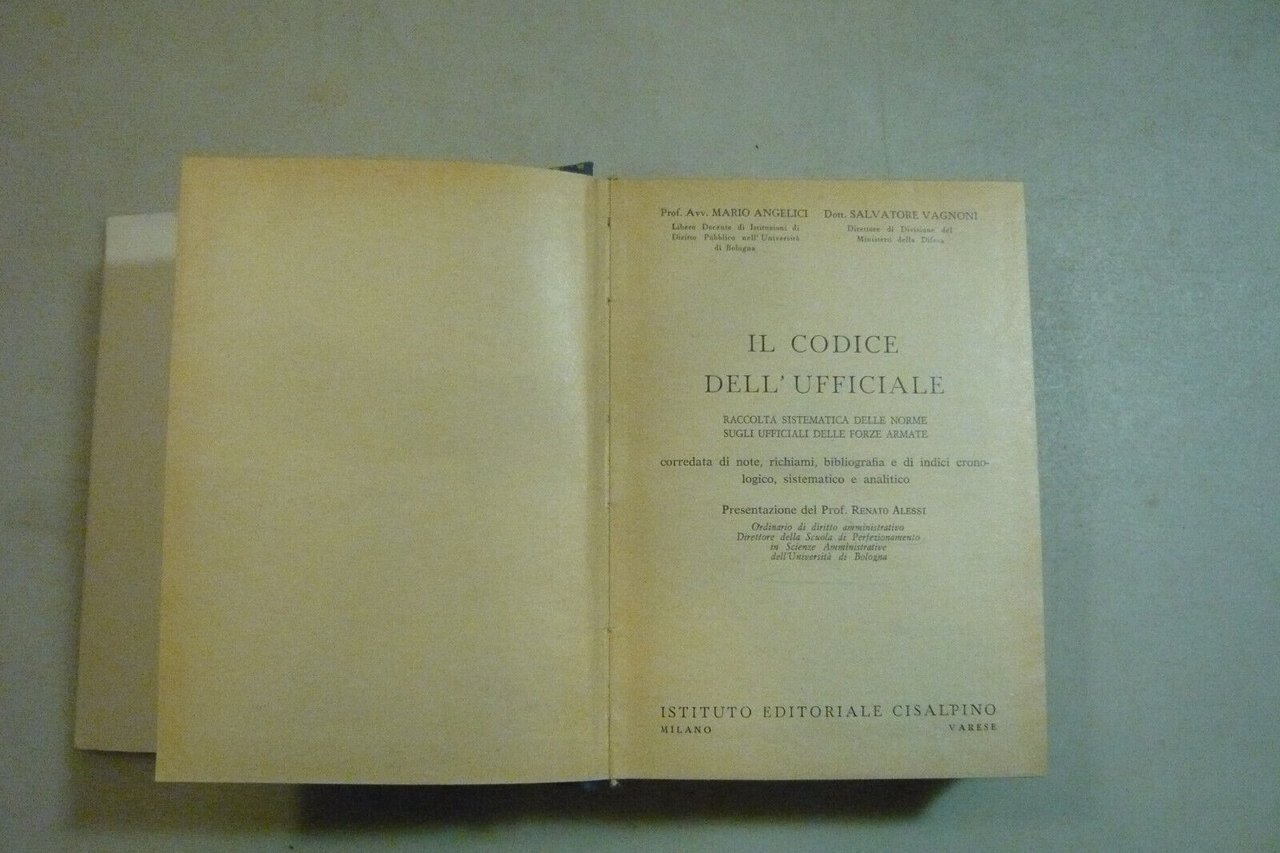 Prof. Avv. MARIO ANGELICI
Libero Docente di Istituzioni di
Diritto Pubblico nell'Università
di Bologna
Dott. SALVATORE VAGNONI
Direttore di Divisione del
Ministero della Difesa
IL CODICE
DELL'UFFICIALE
RACCOLTA SISTEMATICA DELLE NORME
SUGLI UFFICIALI DELLE FORZE ARMATE
corredata di note, richiami, bibliografia e di indici crono-
logico, sistematico e analitico
Presentazione del Prof. RENATO ALESSI
Ordinario di diritto amministrativo
Direttore della Scuola di Perfezionamento
in Scienze Amministrative
dell'Università di Bologna
ISTITUTO EDITORIALE CISALPINO
MILANO VARESE